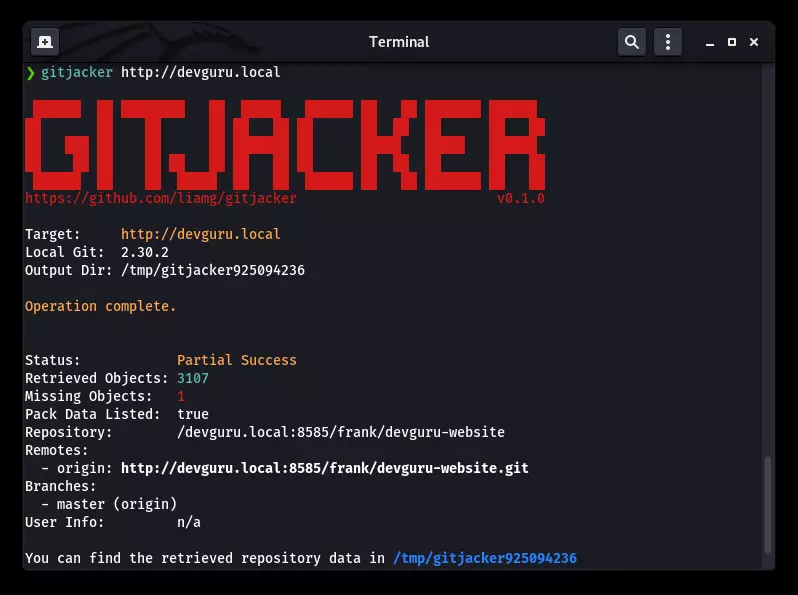 Terminal
❯ gitjacker http://devguru.local
GITJACKER
https://github.com/liamg/gitjacker v0.1.0
Target: http://devguru.local
Local Git: 2.30.2
Output Dir: /tmp/gitjacker925094236
Operation complete.
Status: Partial Success
Retrieved Objects: 3107
Missing Objects: 1
Pack Data Listed: true
Repository: /devguru.local:8585/frank/devguru-website
Remotes:
- origin: http://devguru.local:8585/frank/devguru-website.git
Branches:
- master (origin)
User Info: n/a
You can find the retrieved repository data in /tmp/gitjacker925094236